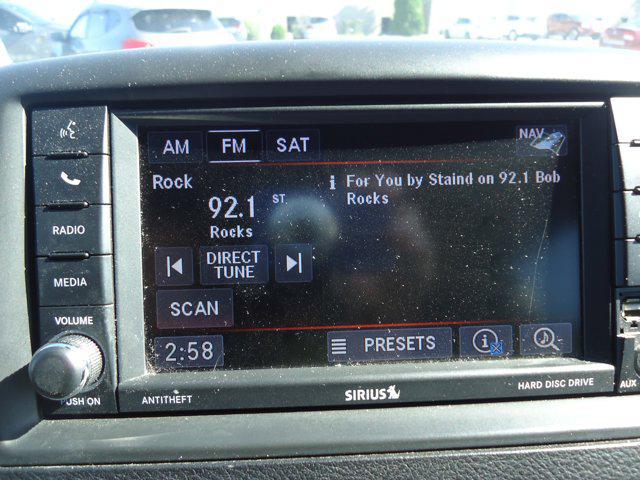 AM FM SAT NAV
Rock
i For You by Staind on 92.1 Bob
Rocks
92.1 ST
Rocks
DIRECT
TUNE
SCAN
2:58
PRESETS
i
RADIO
MEDIA
VOLUME
PUSH ON
ANTITHEFT
SIRIUS
HARD DISC DRIVE
AUX